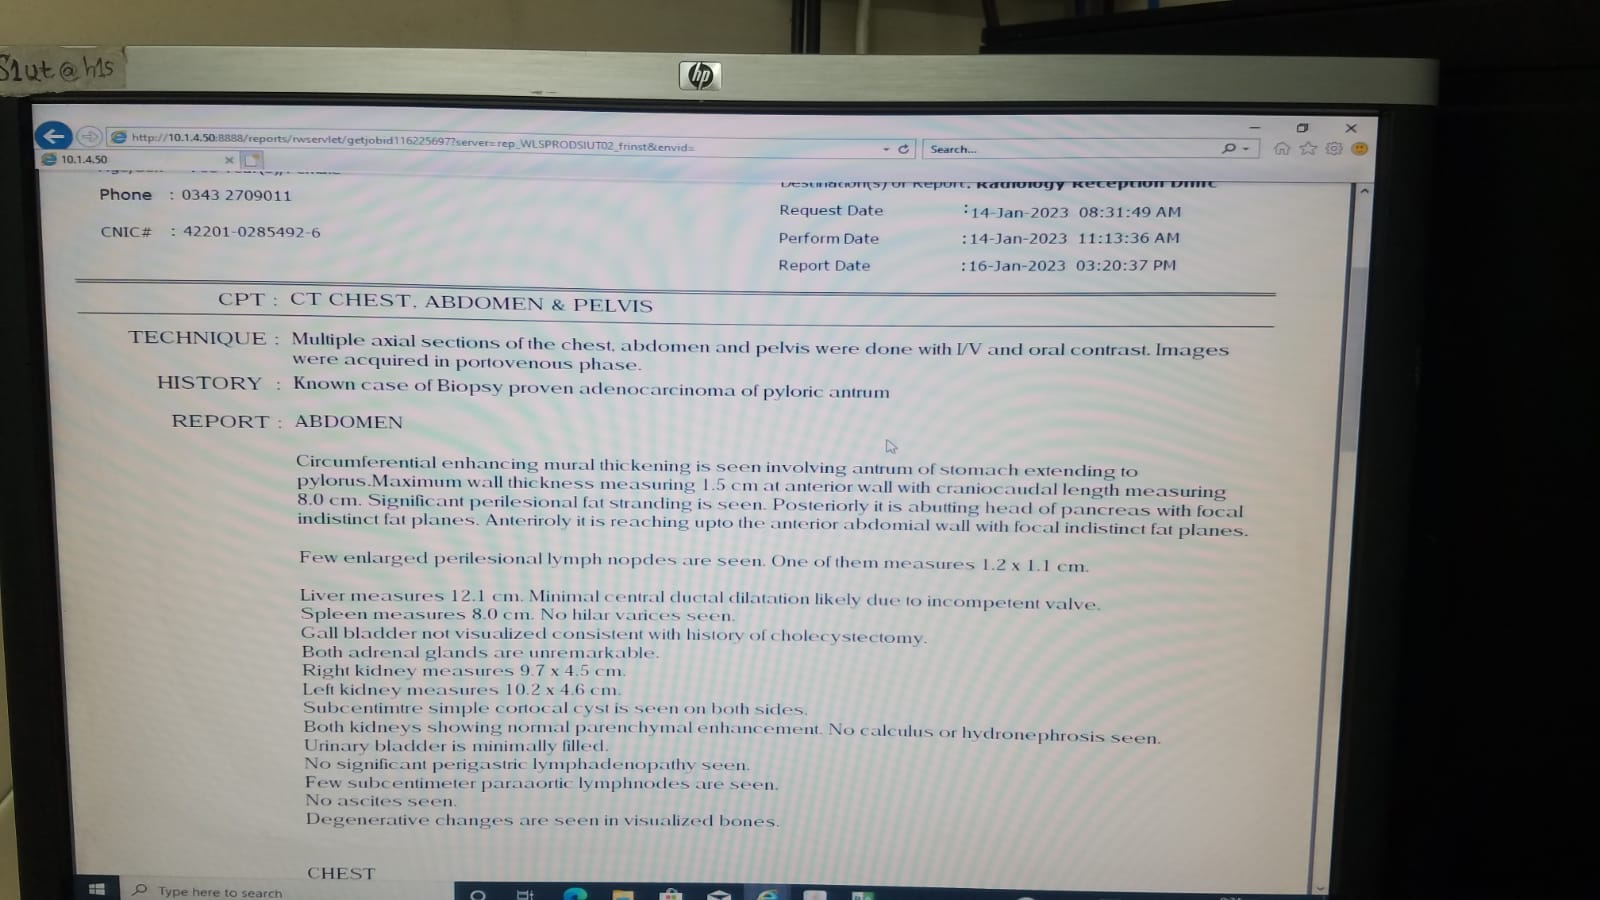 S1ut@h1s
hp
http://10.1.4.50:8888/reports/rwservlet/getjobid116225697?server=rep_WLSPRODSIUT02_frinst&envid=
Search...
10.1.4.50
Destination(s) of Report: Radiology Reception
Phone : 0343 2709011
Request Date : 14-Jan-2023 08:31:49 AM
CNIC# : 42201-0285492-6
Perform Date : 14-Jan-2023 11:13:36 AM
Report Date : 16-Jan-2023 03:20:37 PM
CPT : CT CHEST, ABDOMEN & PELVIS
TECHNIQUE : Multiple axial sections of the chest, abdomen and pelvis were done with I/V and oral contrast. Images
were acquired in portovenous phase.
HISTORY : Known case of Biopsy proven adenocarcinoma of pyloric antrum
REPORT : ABDOMEN
Circumferential enhancing mural thickening is seen involving antrum of stomach extending to
pylorus.Maximum wall thickness measuring 1.5 cm at anterior wall with craniocaudal length measuring
8.0 cm. Significant perilesional fat stranding is seen. Posteriorly it is abutting head of pancreas with focal
indistinct fat planes. Anteriroly it is reaching upto the anterior abdomial wall with focal indistinct fat planes.
Few enlarged perilesional lymph nopdes are seen. One of them measures 1.2 x 1.1 cm.
Liver measures 12.1 cm. Minimal central ductal dilatation likely due to incompetent valve.
Spleen measures 8.0 cm. No hilar varices seen.
Gall bladder not visualized consistent with history of cholecystectomy.
Both adrenal glands are unremarkable.
Right kidney measures 9.7 x 4.5 cm.
Left kidney measures 10.2 x 4.6 cm.
Subcentimtre simple cortocal cyst is seen on both sides.
Both kidneys showing normal parenchymal enhancement. No calculus or hydronephrosis seen.
Urinary bladder is minimally filled.
No significant perigastric lymphadenopathy seen.
Few subcentimeter paraaortic lymphnodes are seen.
No ascites seen.
Degenerative changes are seen in visualized bones.
CHEST
Type here to search